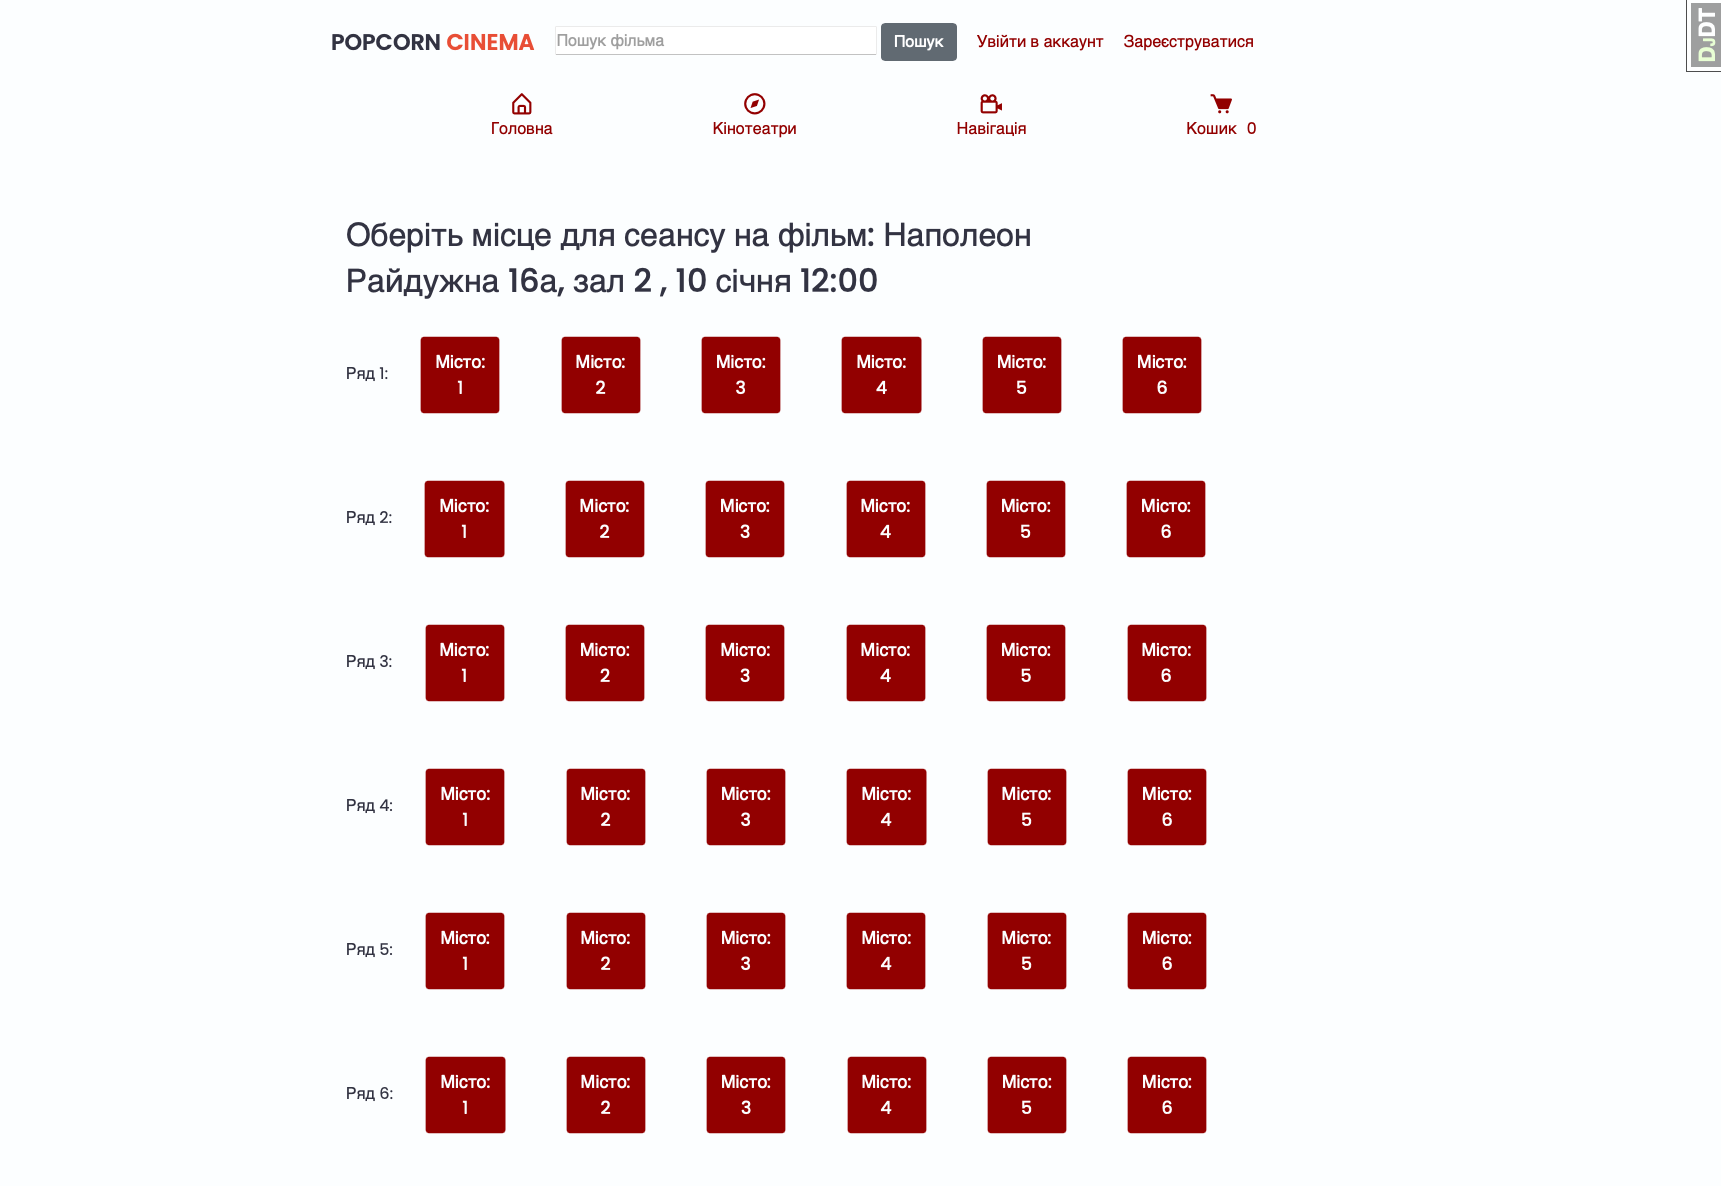 POPCORN CINEMA Пошук фільма Пошук Увійти в аккаунт Зареєструватися
DJDT
Головна Кінотеатри Навігація Кошик 0
Оберіть місце для сеансу на фільм: Наполеон
Райдужна 16а, зал 2 , 10 січня 12:00
Ряд 1: Місто: 1 Місто: 2 Місто: 3 Місто: 4 Місто: 5 Місто: 6
Ряд 2: Місто: 1 Місто: 2 Місто: 3 Місто: 4 Місто: 5 Місто: 6
Ряд 3: Місто: 1 Місто: 2 Місто: 3 Місто: 4 Місто: 5 Місто: 6
Ряд 4: Місто: 1 Місто: 2 Місто: 3 Місто: 4 Місто: 5 Місто: 6
Ряд 5: Місто: 1 Місто: 2 Місто: 3 Місто: 4 Місто: 5 Місто: 6
Ряд 6: Місто: 1 Місто: 2 Місто: 3 Місто: 4 Місто: 5 Місто: 6